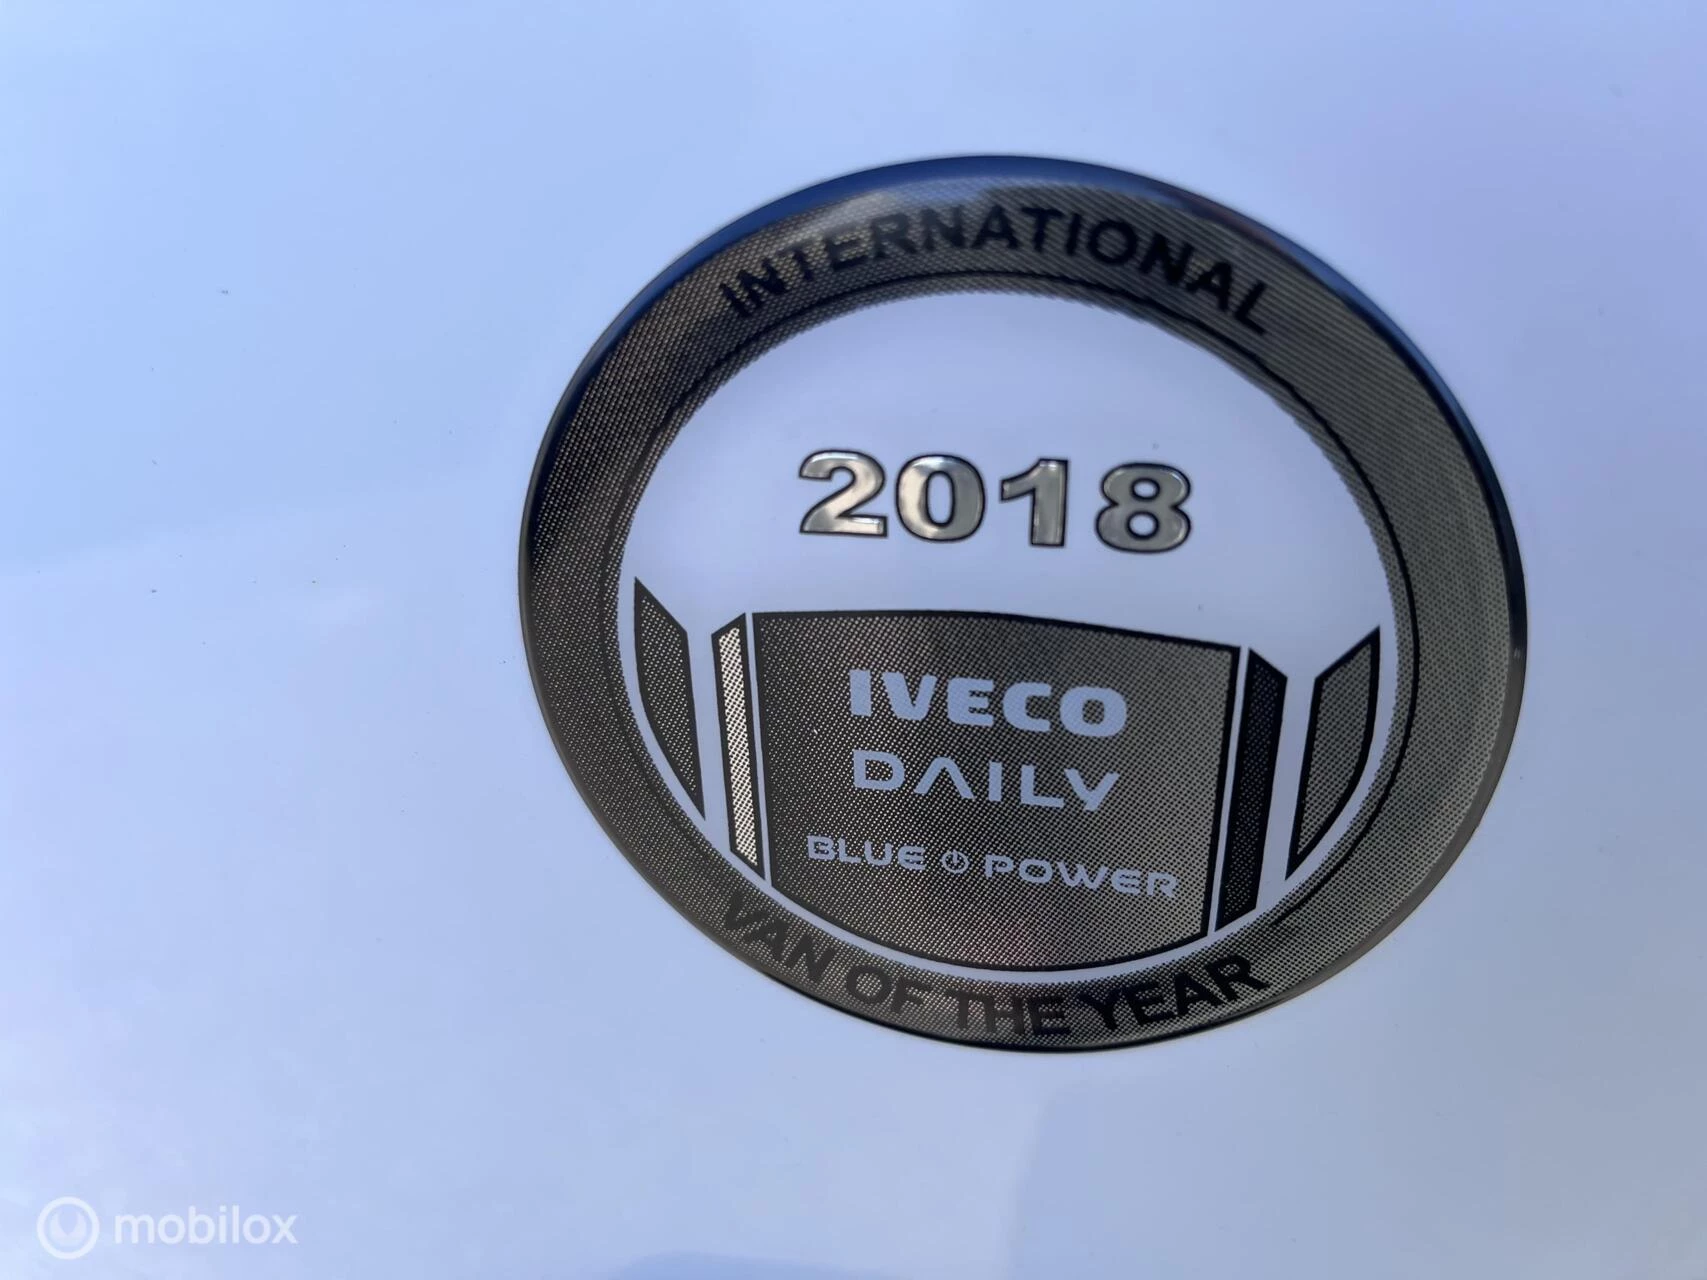 INTERNATIONAL
2018
IVECO
DAILY
BLUE POWER
VAN OF THE YEAR
mobilox